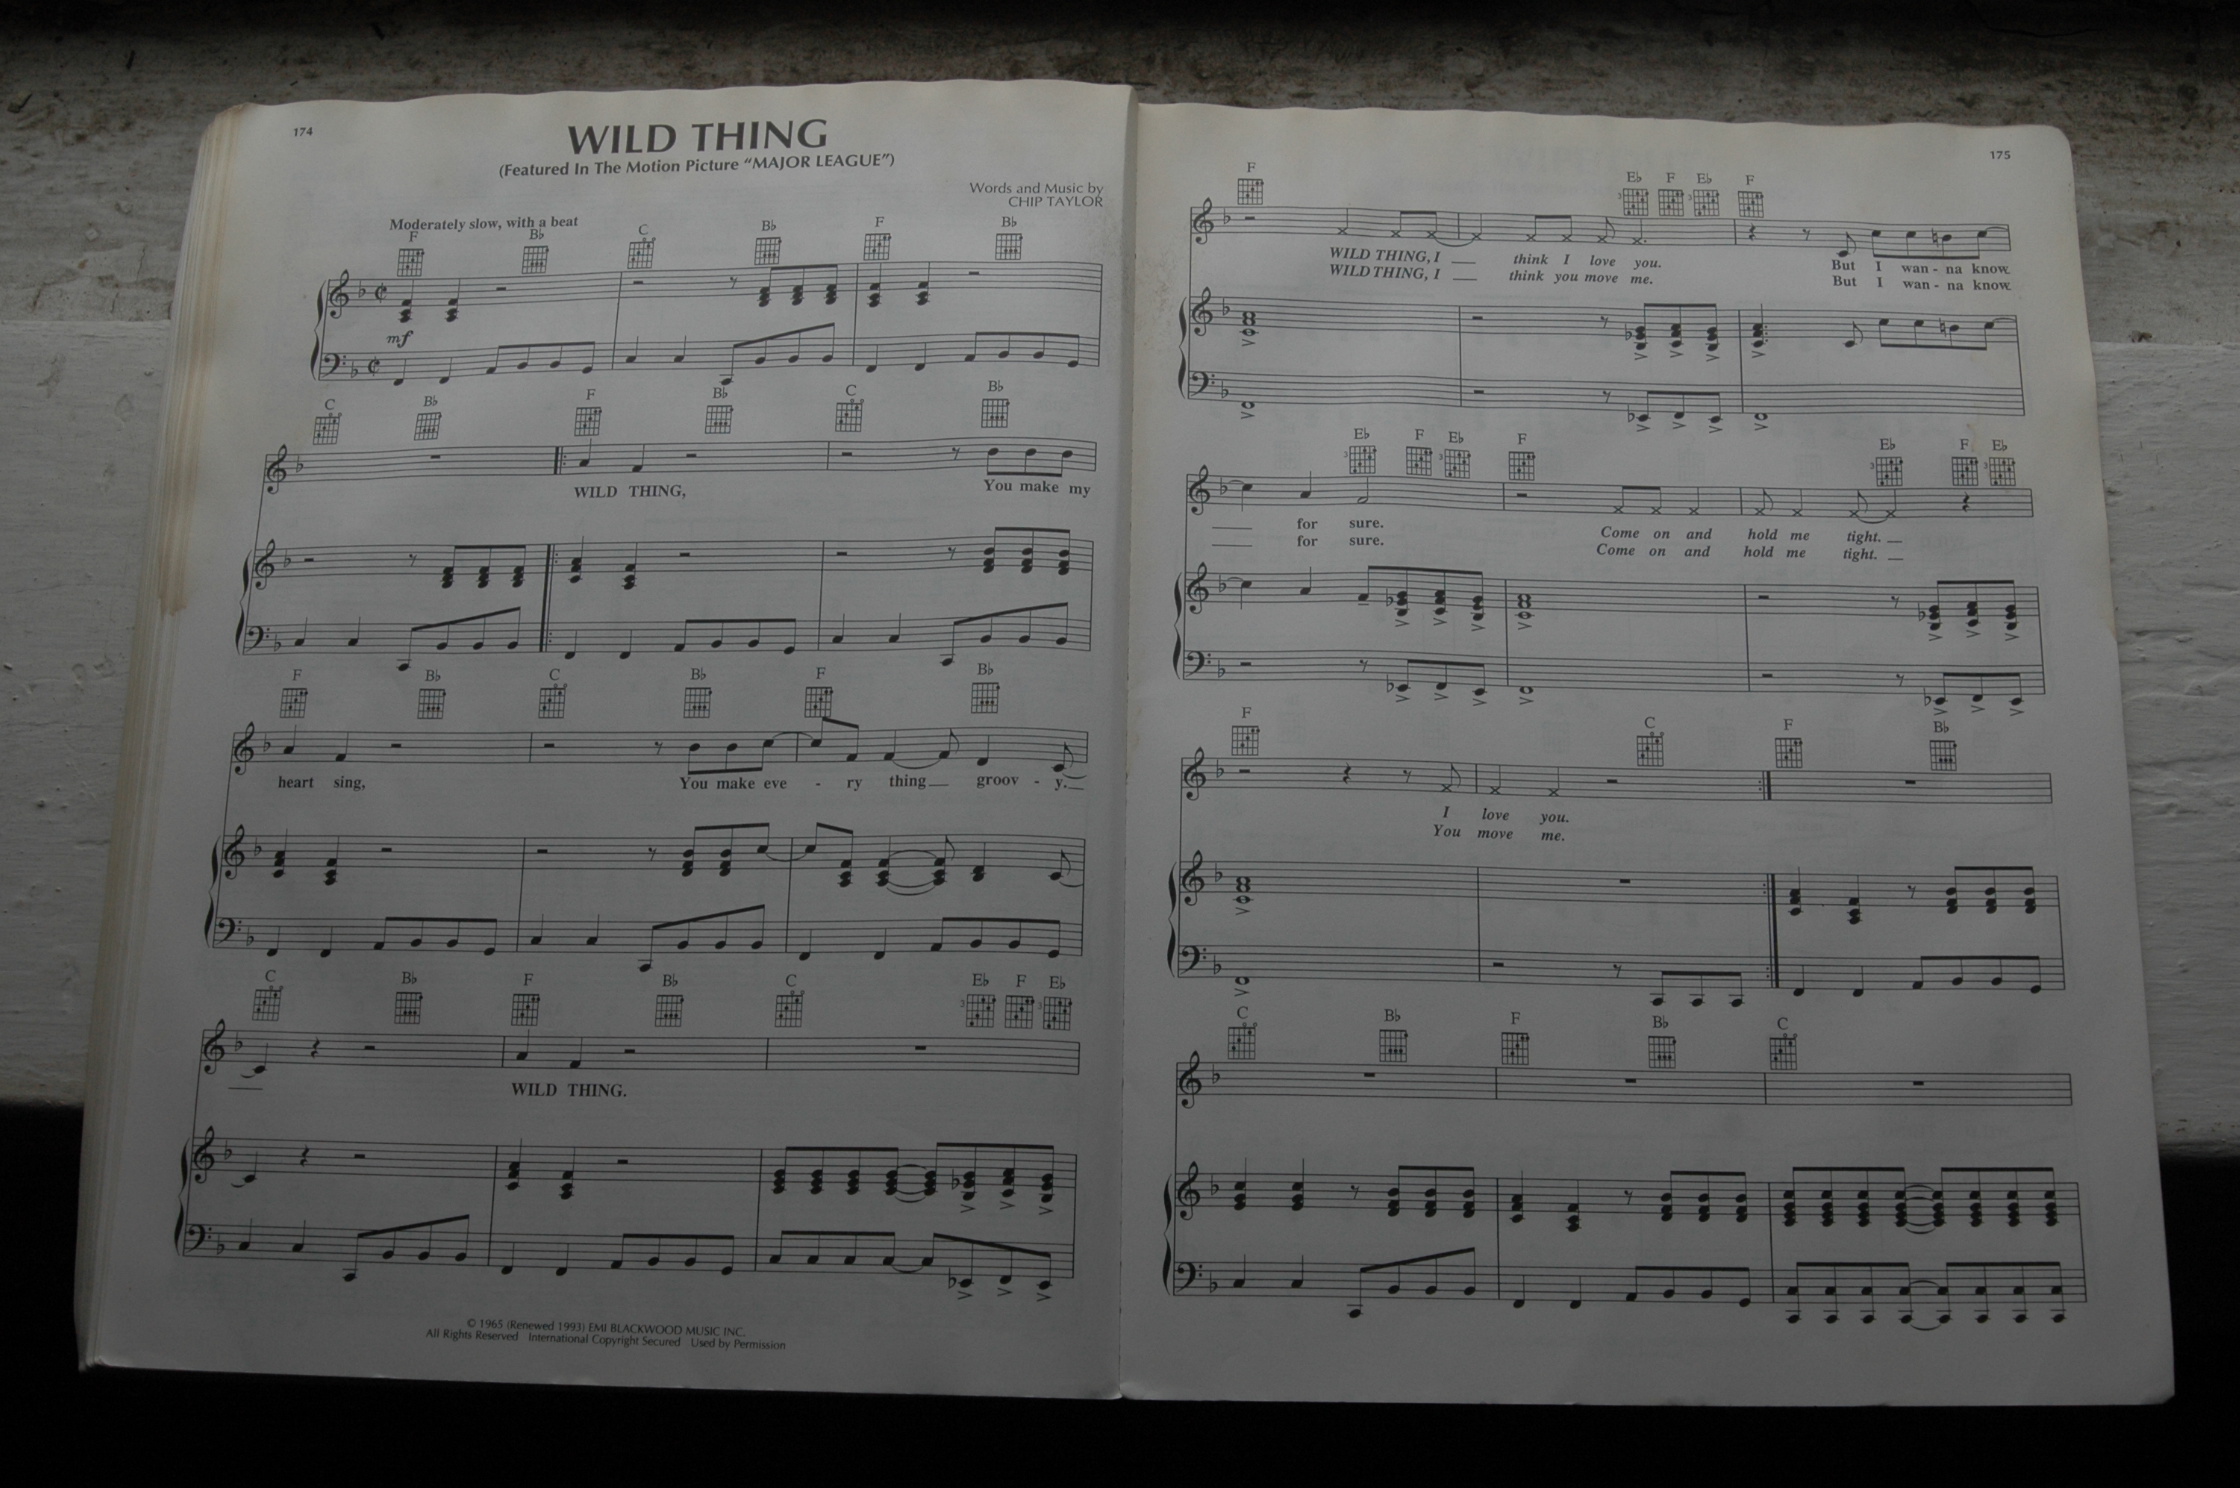 174
WILD THING
(Featured In The Motion Picture "MAJOR LEAGUE")
Words and Music by
CHIP TAYLOR
Moderately slow, with a beat
F B♭ C B♭ F B♭
mf
C B♭ F B♭ C B♭
WILD THING, You make my
F B♭ C B♭ F B♭
heart sing, You make eve - ry thing groov - y.
C B♭ F B♭ C E♭ F E♭
WILD THING.
© 1965 (Renewed 1993) EMI BLACKWOOD MUSIC INC.
All Rights Reserved International Copyright Secured Used by Permission
175
F E♭ F E♭ F
WILD THING, I think I love you. But I wan - na know
WILD THING, I think you move me. But I wan - na know
E♭ F E♭ F E♭ F E♭
for sure. Come on and hold me tight.
for sure. Come on and hold me tight.
F C F B♭
I love you.
You move me.
C B♭ F B♭ C